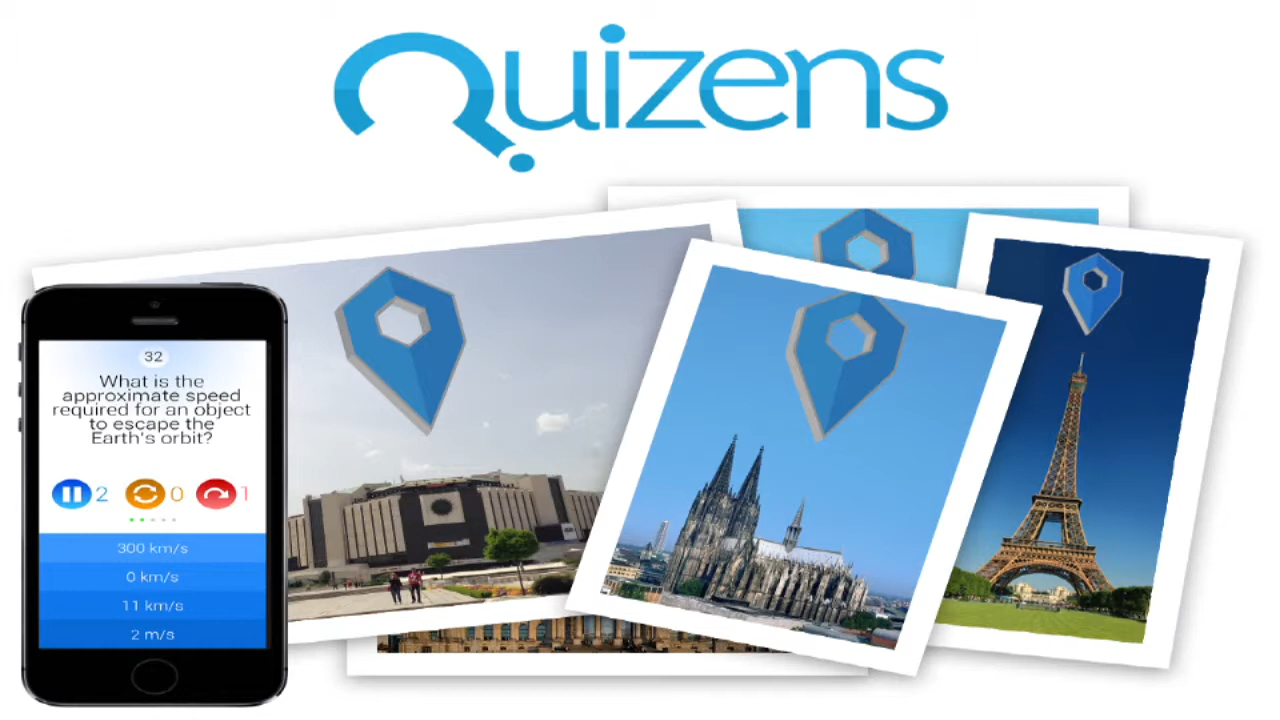 Quizens
32
What is the
approximate speed
required for an object
to escape the
Earth's orbit?
2 0 1
300 km/s
0 km/s
11 km/s
2 m/s